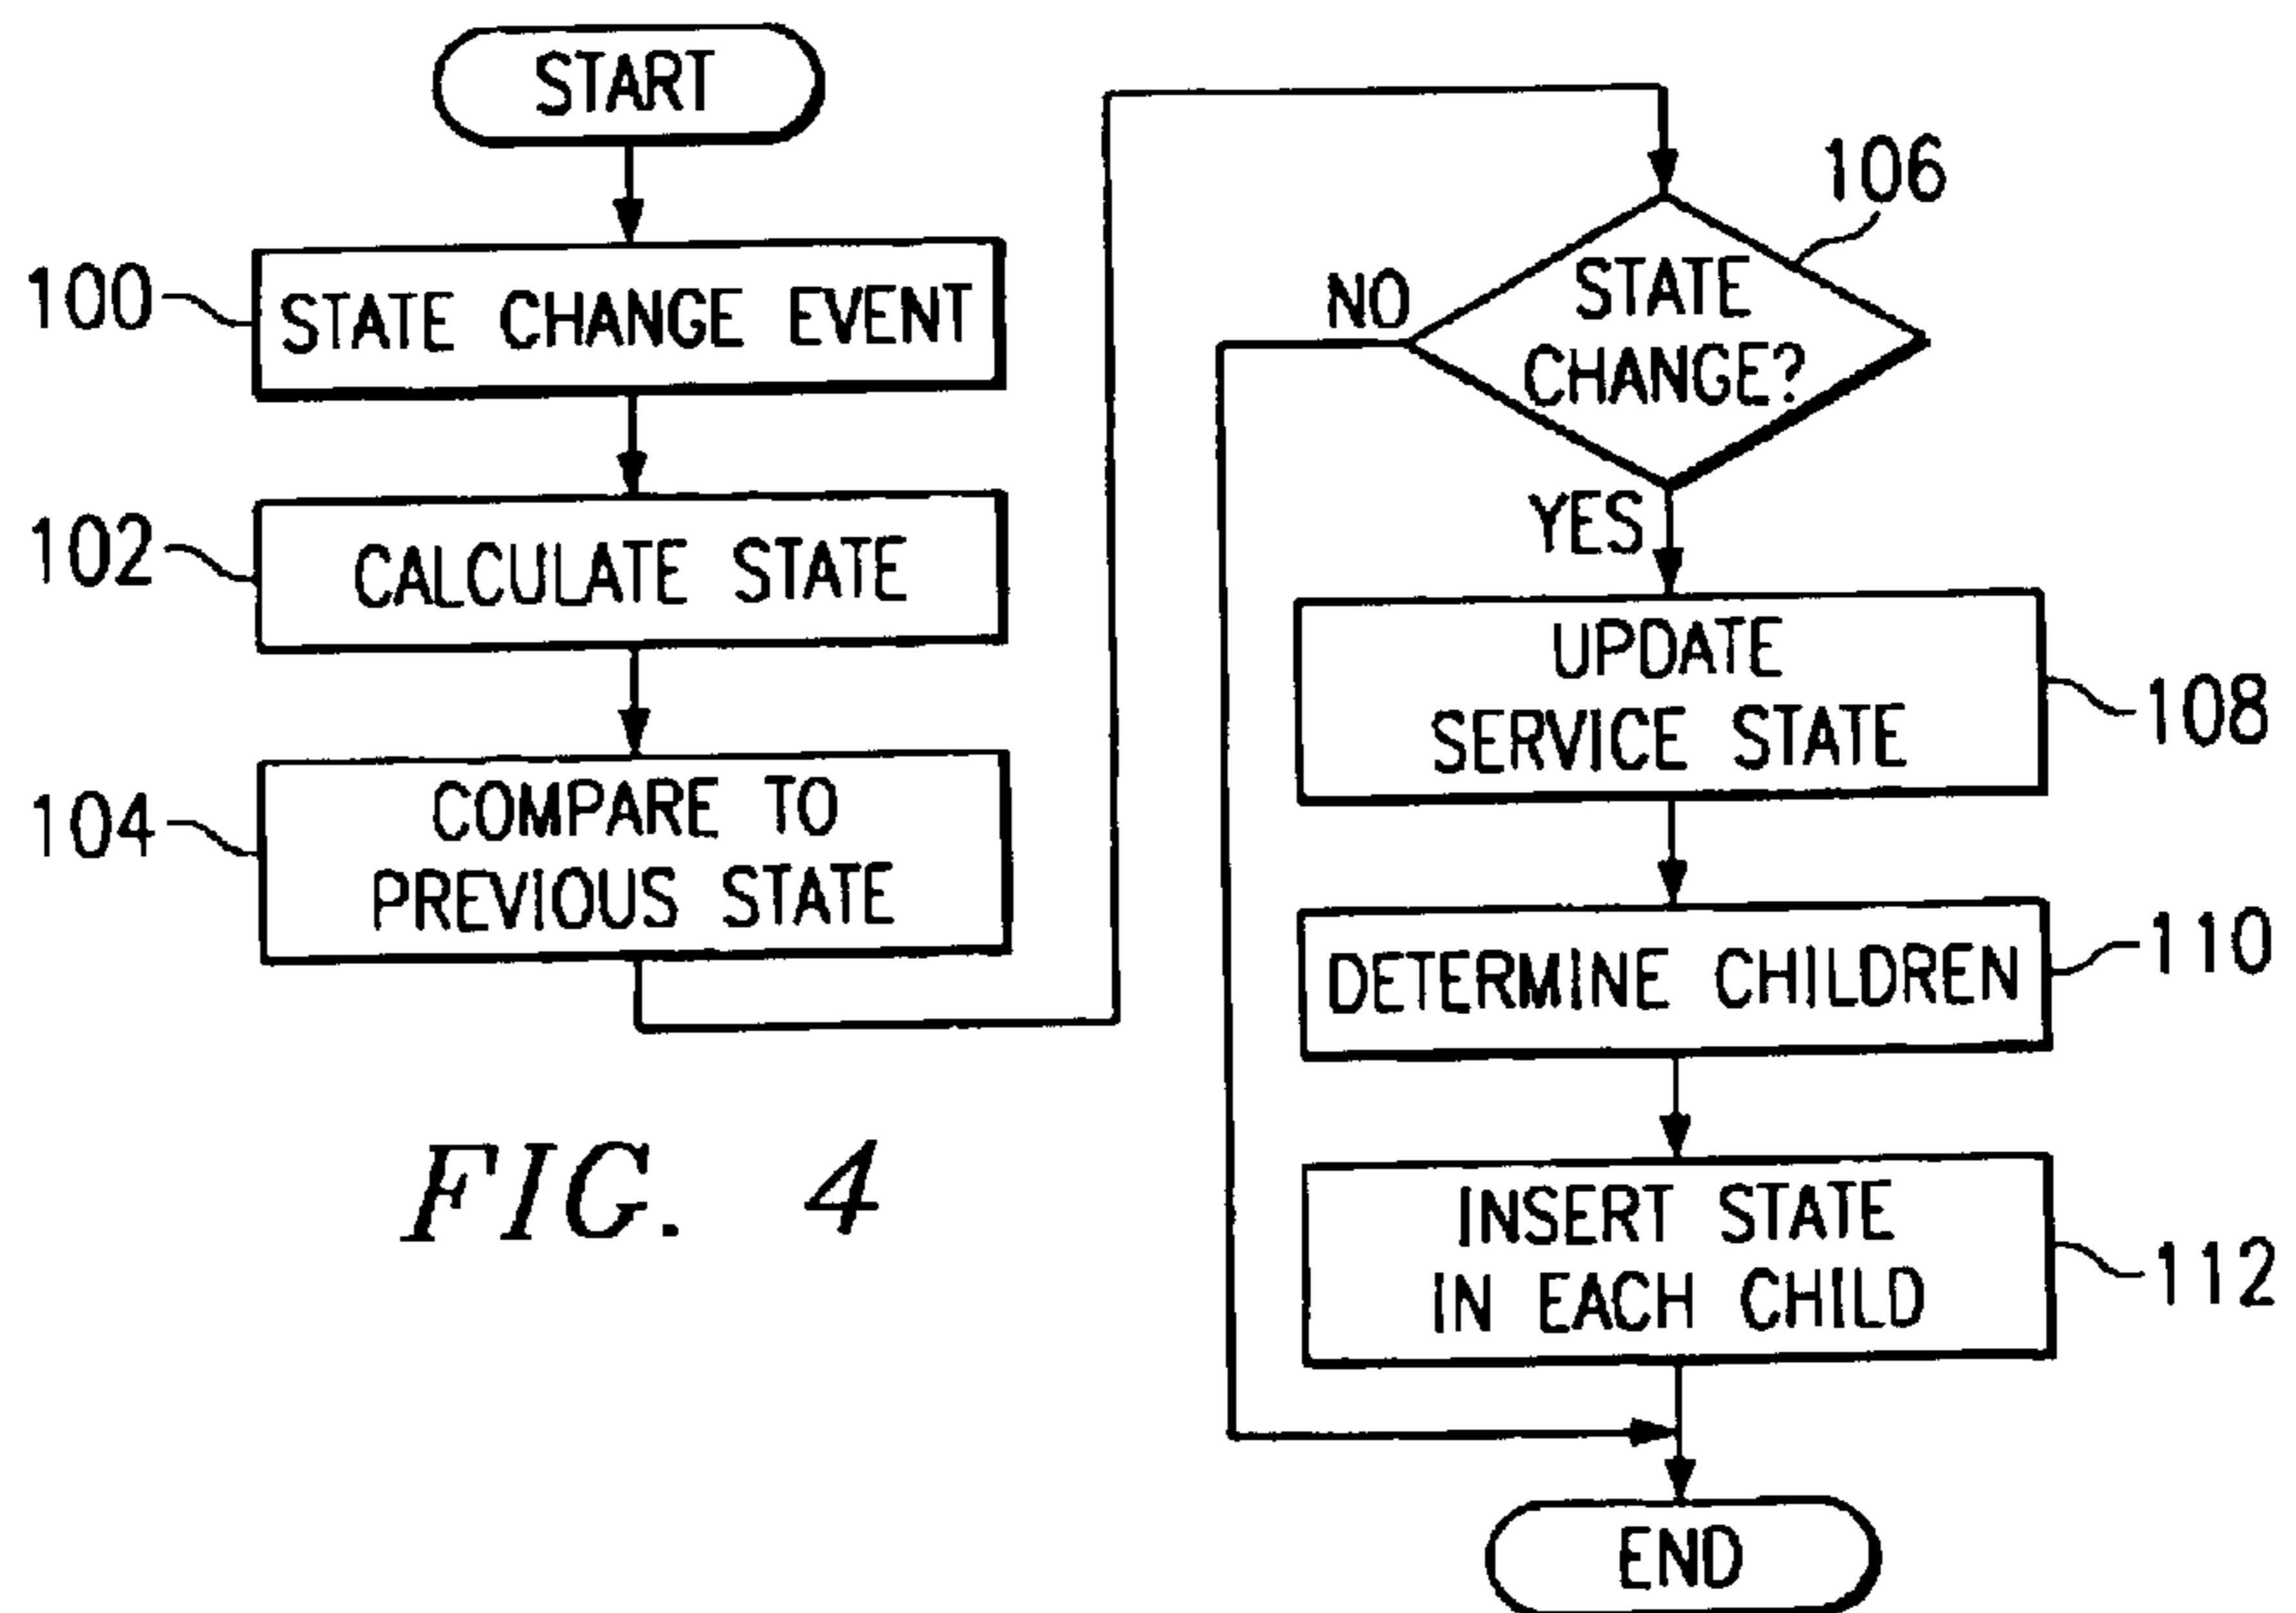 START
100
STATE CHANGE EVENT
102
CALCULATE STATE
104
COMPARE TO
PREVIOUS STATE
106
STATE
CHANGE?
NO
YES
UPDATE
SERVICE STATE
108
DETERMINE CHILDREN
110
INSERT STATE
IN EACH CHILD
112
END
FIG. 4